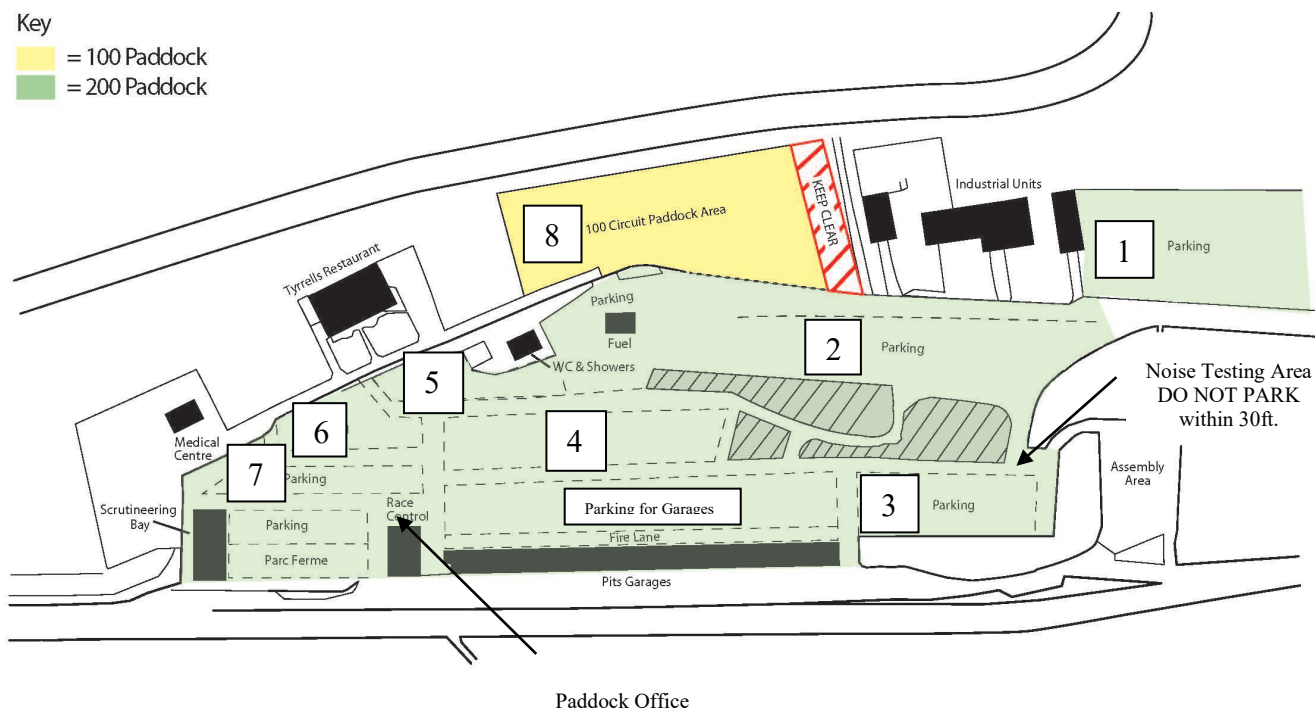 Key
= 100 Paddock
= 200 Paddock
KEEP CLEAR
Industrial Units
8
100 Circuit Paddock Area
1
Parking
Tyrrells Restaurant
Parking
Fuel
2
Parking
WC & Showers
5
Noise Testing Area
DO NOT PARK
within 30ft.
6
4
Medical
Centre
7
Parking
Assembly
Area
Scrutineering
Bay
Race
Control
Parking for Garages
3
Parking
Parking
Fire Lane
Parc Ferme
Pits Garages
Paddock Office